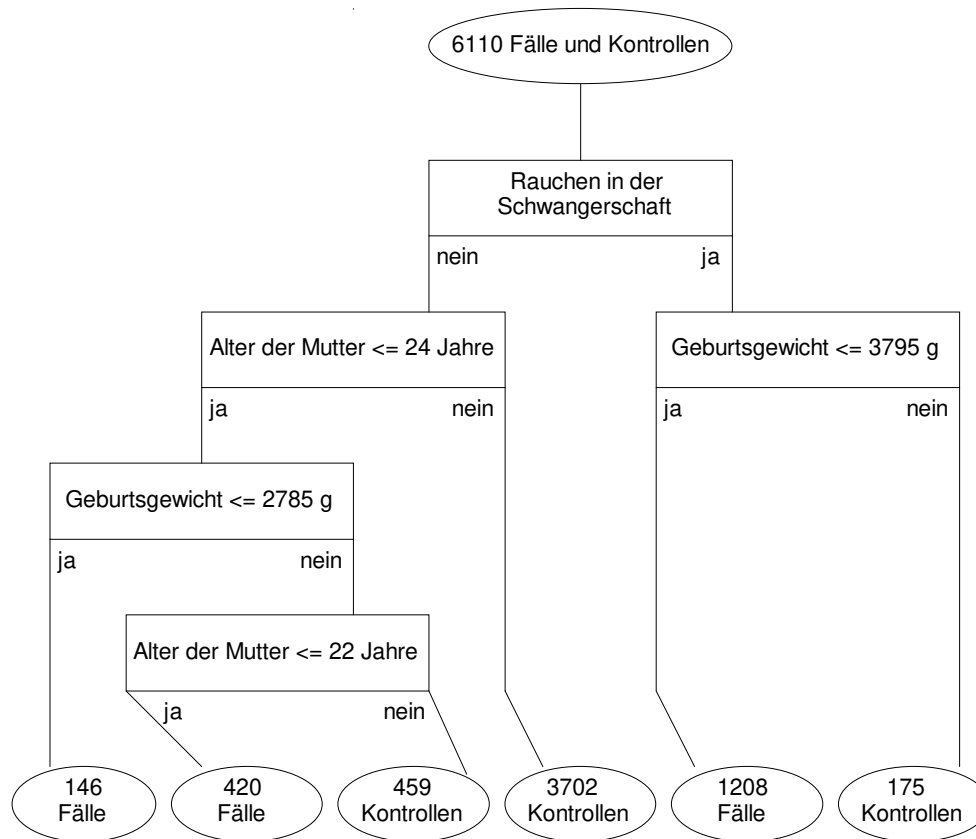 6110 Fälle und Kontrollen
Rauchen in der
Schwangerschaft
nein
ja
Alter der Mutter <= 24 Jahre
Geburtsgewicht <= 3795 g
ja
nein
ja
nein
Geburtsgewicht <= 2785 g
ja
nein
Alter der Mutter <= 22 Jahre
ja
nein
146
Fälle
420
Fälle
459
Kontrollen
3702
Kontrollen
1208
Fälle
175
Kontrollen